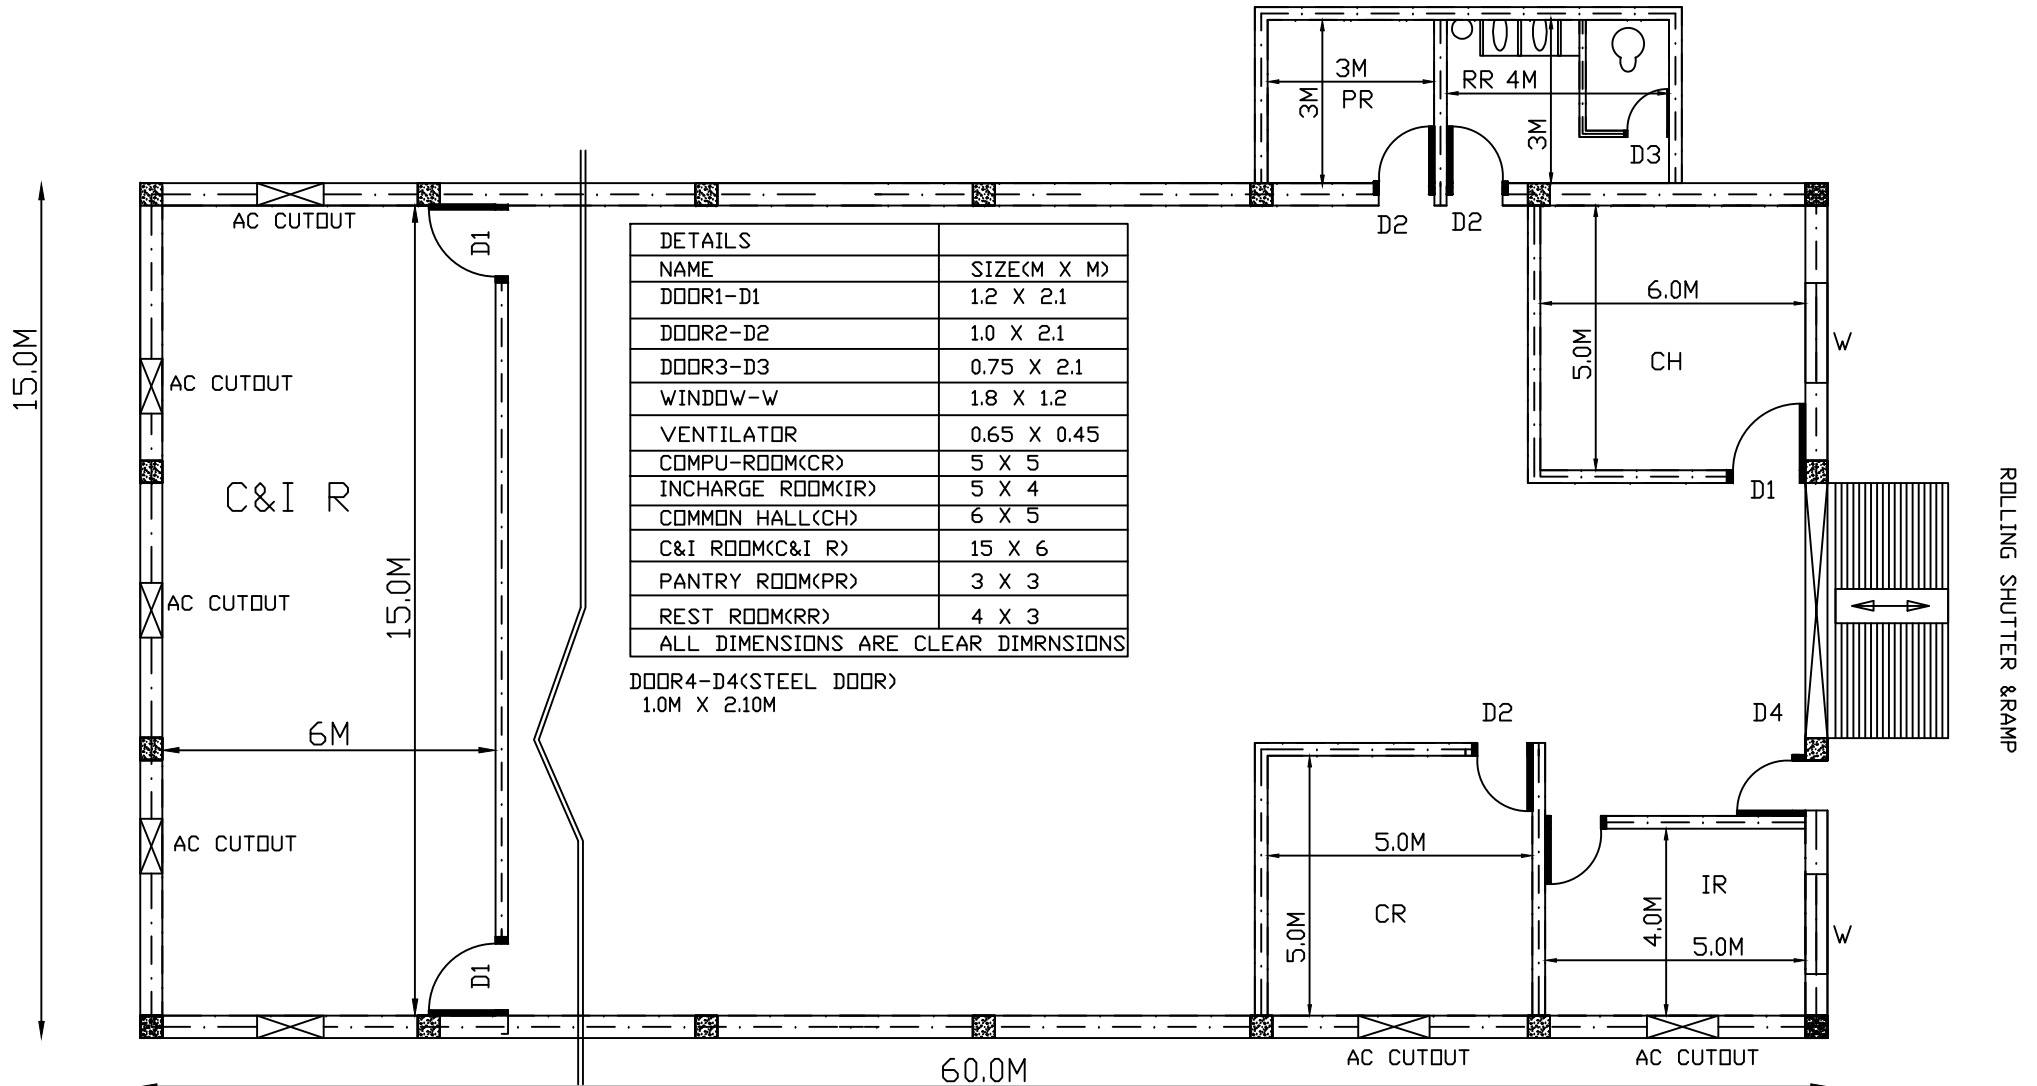 3M
3M
PR
RR 4M
3M
D3
D2
D2
AC CUTOUT
D1
15.0M
AC CUTOUT
C&I R
AC CUTOUT
15.0M
6M
AC CUTOUT
D1
DETAILS
NAME SIZE(M X M)
DOOR1-D1 1.2 X 2.1
DOOR2-D2 1.0 X 2.1
DOOR3-D3 0.75 X 2.1
WINDOW-W 1.8 X 1.2
VENTILATOR 0.65 X 0.45
COMPU-ROOM(CR) 5 X 5
INCHARGE ROOM(IR) 5 X 4
COMMON HALL(CH) 6 X 5
C&I ROOM(C&I R) 15 X 6
PANTRY ROOM(PR) 3 X 3
REST ROOM(RR) 4 X 3
ALL DIMENSIONS ARE CLEAR DIMRNSIONS
DOOR4-D4(STEEL DOOR)
1.0M X 2.10M
6.0M
5.0M
CH
W
D1
ROLLING SHUTTER &RAMP
D2
D4
5.0M
CR
5.0M
IR
4.0M
5.0M
W
AC CUTOUT
AC CUTOUT
60.0M